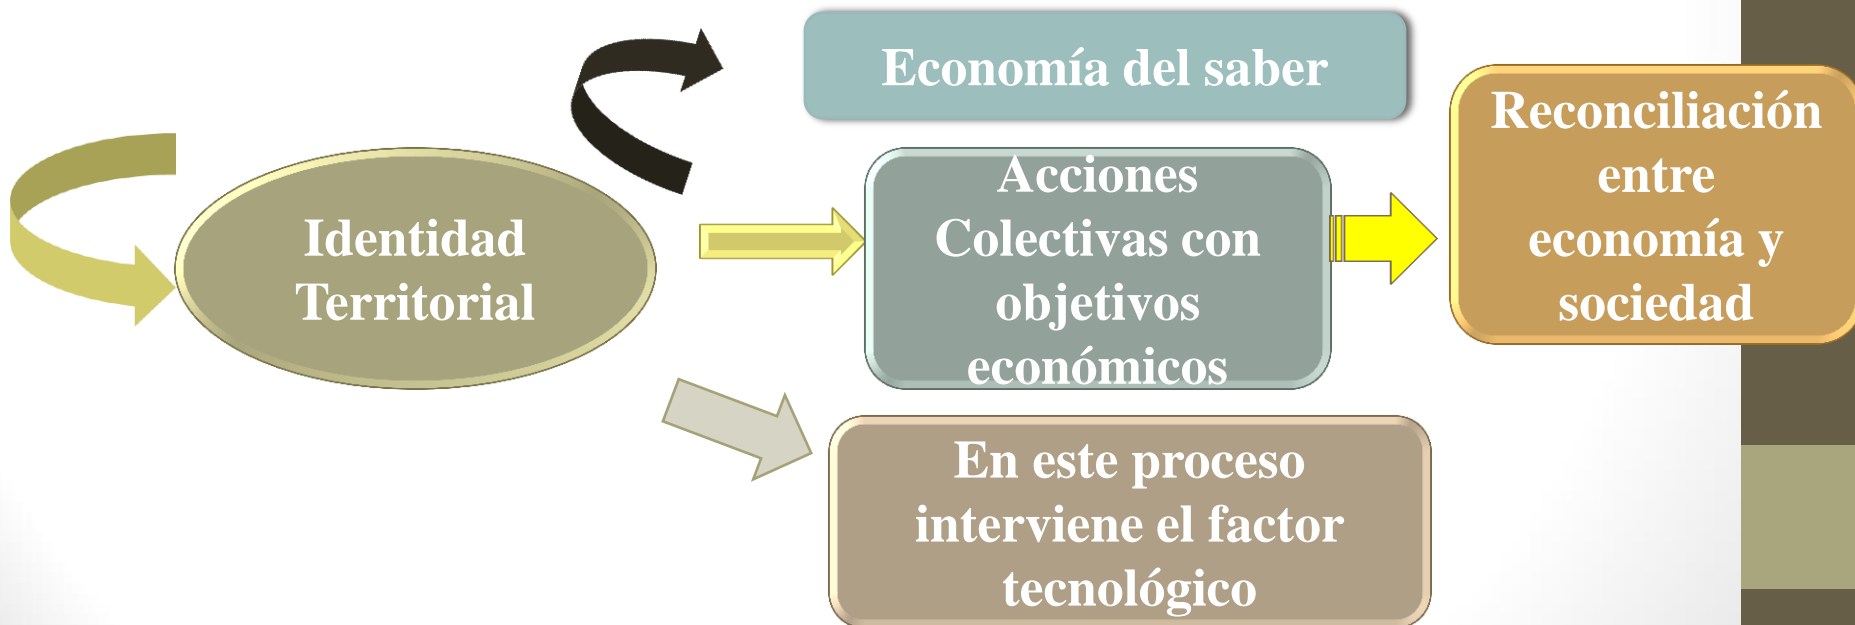 Economía del saber
Identidad
Territorial
Acciones
Colectivas con
objetivos
económicos
Reconciliación
entre
economía y
sociedad
En este proceso
interviene el factor
tecnológico